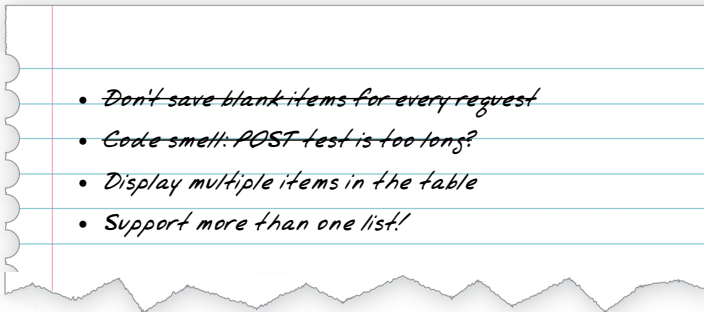 Don't save blank items for every request
Code smell: POST test is too long?
Display multiple items in the table
Support more than one list!